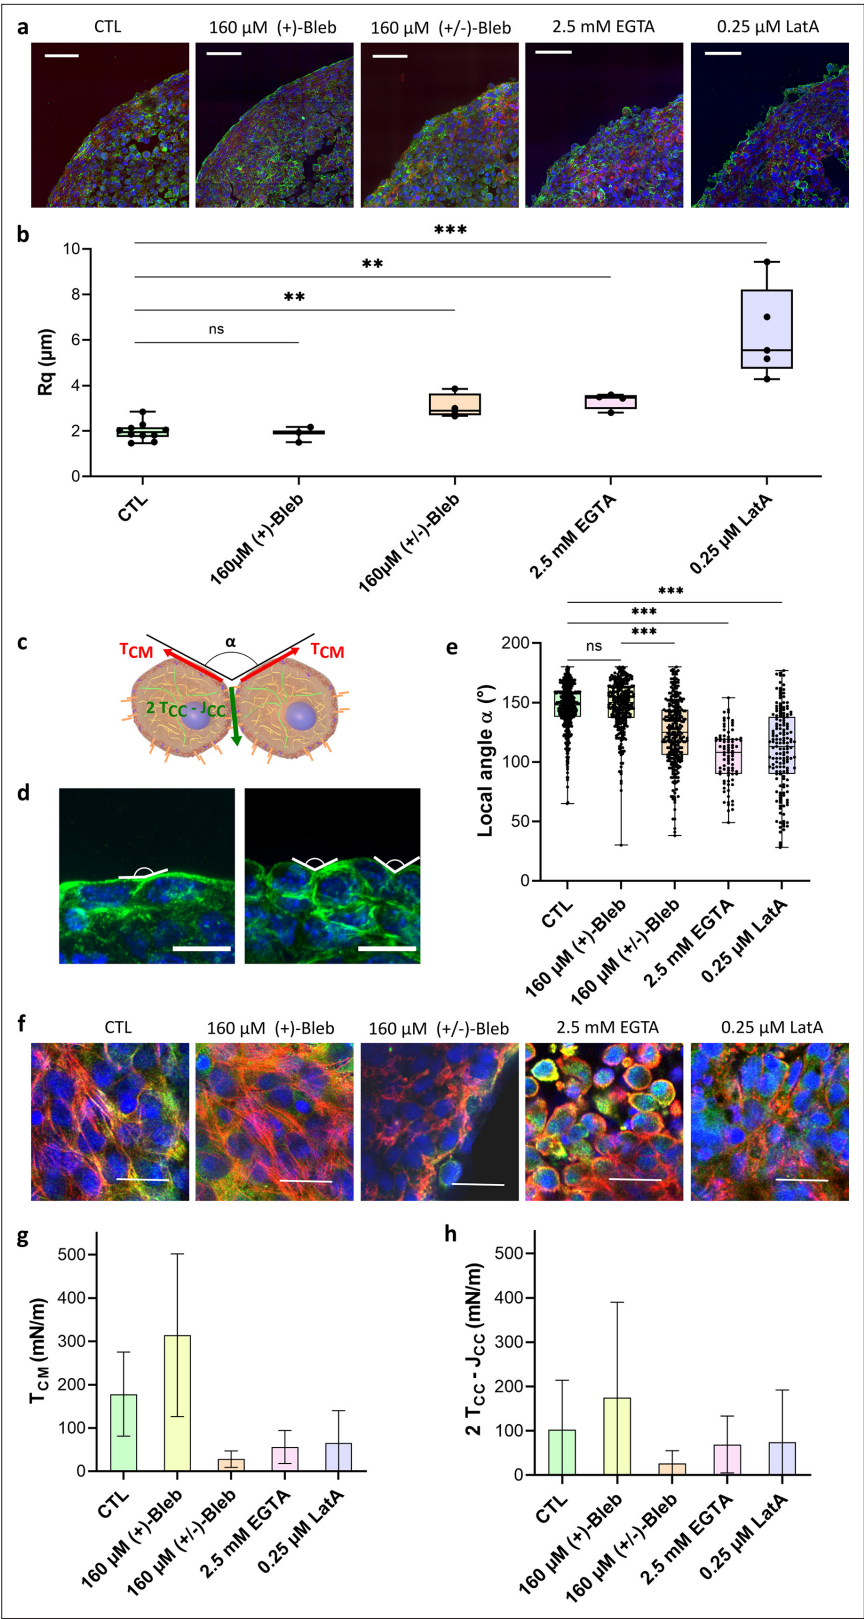 a
CTL
160 µM (+)-Bleb
160 µM (+/-)-Bleb
2.5 mM EGTA
0.25 µM LatA
b
Rq (µm)
10
8
6
4
2
0
***
**
**
ns
CTL
160µM (+)-Bleb
160µM (+/-)-Bleb
2.5 mM EGTA
0.25 µM LatA
c
α
TCM
TCM
2 TCC - JCC
d
e
Local angle α (°)
200
150
100
50
0
***
***
***
ns
CTL
160 µM (+)-Bleb
160 µM (+/-)-Bleb
2.5 mM EGTA
0.25 µM LatA
f
CTL
160 µM (+)-Bleb
160 µM (+/-)-Bleb
2.5 mM EGTA
0.25 µM LatA
g
TCM (mN/m)
500
400
300
200
100
0
CTL
160 µM (+)-Bleb
160 µM (+/-)-Bleb
2.5 mM EGTA
0.25 µM LatA
h
2 TCC - JCC (mN/m)
500
400
300
200
100
0
CTL
160 µM (+)-Bleb
160 µM (+/-)-Bleb
2.5 mM EGTA
0.25 µM LatA